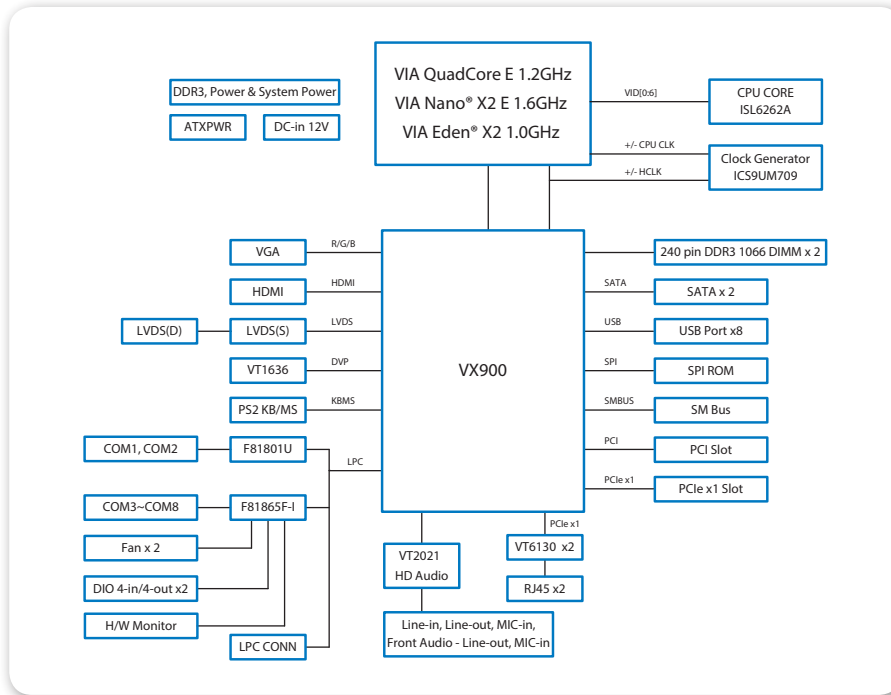 VIA QuadCore E 1.2GHz
VIA Nano® X2 E 1.6GHz
VIA Eden® X2 1.0GHz
DDR3, Power & System Power
ATXPWR
DC-in 12V
VID[0:6]
CPU CORE
ISL6262A
+/- CPU CLK
+/- HCLK
Clock Generator
ICS9UM709
VGA
R/G/B
240 pin DDR3 1066 DIMM x 2
HDMI
HDMI
SATA
SATA x 2
LVDS(D)
LVDS(S)
LVDS
USB
USB Port x8
VT1636
DVP
VX900
SPI
SPI ROM
PS2 KB/MS
KBMS
SMBUS
SM Bus
COM1, COM2
F81801U
LPC
PCI
PCI Slot
COM3~COM8
F81865F-I
PCIe x1
PCIe x1 Slot
Fan x 2
DIO 4-in/4-out x2
H/W Monitor
LPC CONN
VT2021
HD Audio
PCIe x1
VT6130 x2
RJ45 x2
Line-in, Line-out, MIC-in,
Front Audio - Line-out, MIC-in